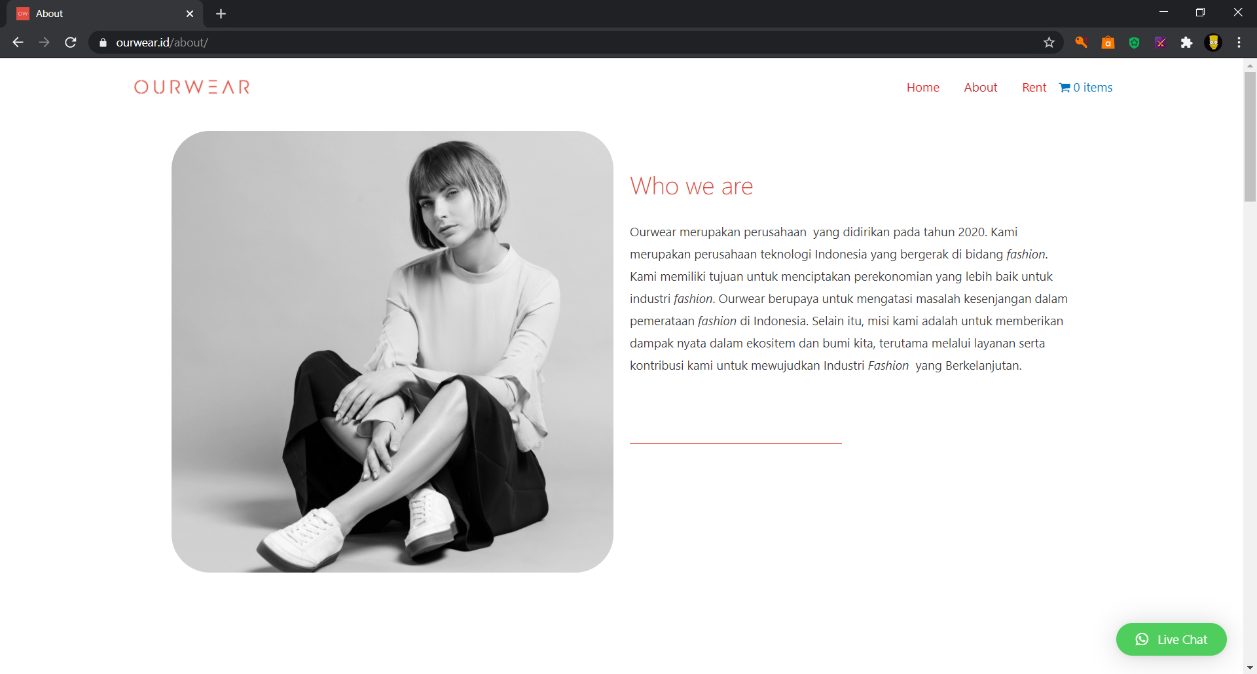 About
ourwear.id/about/
OURWEAR
Home
About
Rent
0 items
Who we are
Ourwear merupakan perusahaan  yang didirikan pada tahun 2020. Kami
merupakan perusahaan teknologi Indonesia yang bergerak di bidang fashion.
Kami memiliki tujuan untuk menciptakan perekonomian yang lebih baik untuk
industri fashion. Ourwear berupaya untuk mengatasi masalah kesenjangan dalam
pemerataan fashion di Indonesia. Selain itu, misi kami adalah untuk memberikan
dampak nyata dalam ekositem dan bumi kita, terutama melalui layanan serta
kontribusi kami untuk mewujudkan Industri Fashion  yang Berkelanjutan.
Live Chat